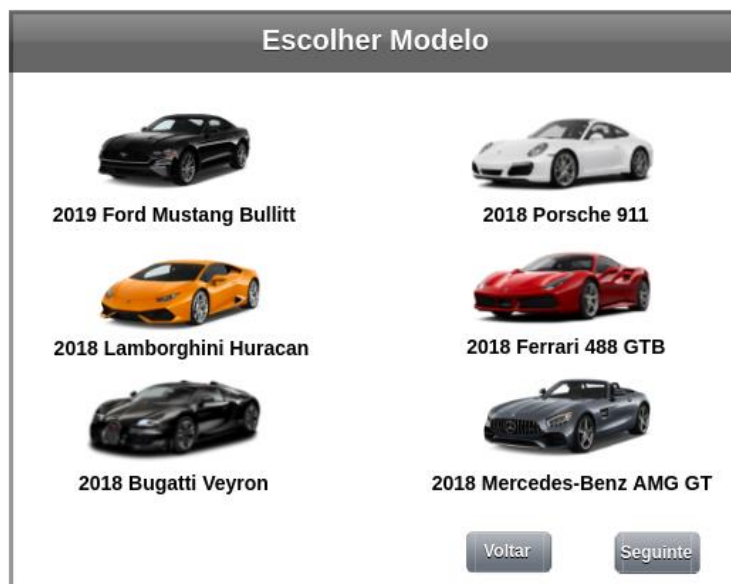 Escolher Modelo
2019 Ford Mustang Bullitt
2018 Porsche 911
2018 Lamborghini Huracan
2018 Ferrari 488 GTB
2018 Bugatti Veyron
2018 Mercedes-Benz AMG GT
Voltar
Seguinte